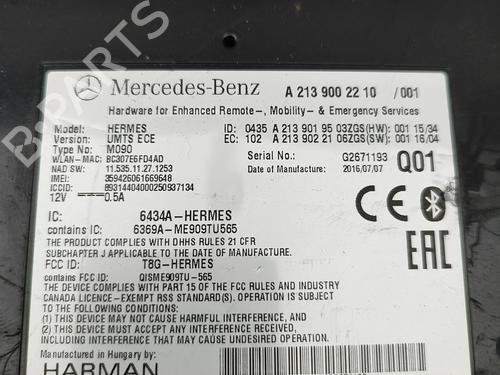 Mercedes-Benz A 213 900 22 10 /001
Hardware for Enhanced Remote-, Mobility- & Emergency Services
Model: HERMES ID: 0435 A 213 901 95 03ZGS(HW): 001 15/34
Version: UMTS ECE EC: 102 A 213 902 21 06ZGS(SW): 001 16/04
Type No: M090
WLAN-MAC: BC307E6FD4AD Serial No.: G2671193 Q01
NAD SW: 11.535.11.27.1253 Date of Manufacture: 2016/07/07
IMEI: 359426061669648
ICCID: 89314404000250937134
12V 0.5A
CE
IC: 6434A-HERMES
contains IC: 6369A-ME909TU565
EAC
THE PRODUCT COMPLIES WITH DHHS RULES 21 CFR
SUBCHAPTER J APPLICABLE TO THE DATE OF MANUFACTURE
FCC ID: T8G-HERMES
contains FCC ID: QISME909TU-565
THE DEVICE COMPLIES WITH PART 15 OF THE FCC RULES AND INDUSTRY
CANADA LICENCE-EXEMPT RSS STANDARD(S). OPERATION IS SUBJECT
TO THE FOLLOWING CONDITIONS:
(1) THIS DEVICE MAY NOT CAUSE HARMFUL INTERFERENCE, AND
(2) THIS DEVICE MUST ACCEPT ANY INTERFERENCE RECEIVED,
INCLUDING INTERFERENCE THAT MAY CAUSE UNDESIRED OPERATION
Manufactured in Hungary by:
HARMAN